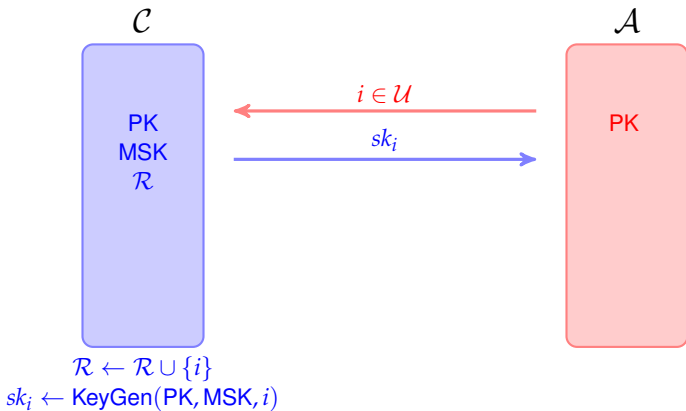 𝒞 𝒜
i ∈ 𝒰
PK PK
MSK
sk_i
ℛ
ℛ ← ℛ ∪ {i}
sk_i ← KeyGen(PK, MSK, i)